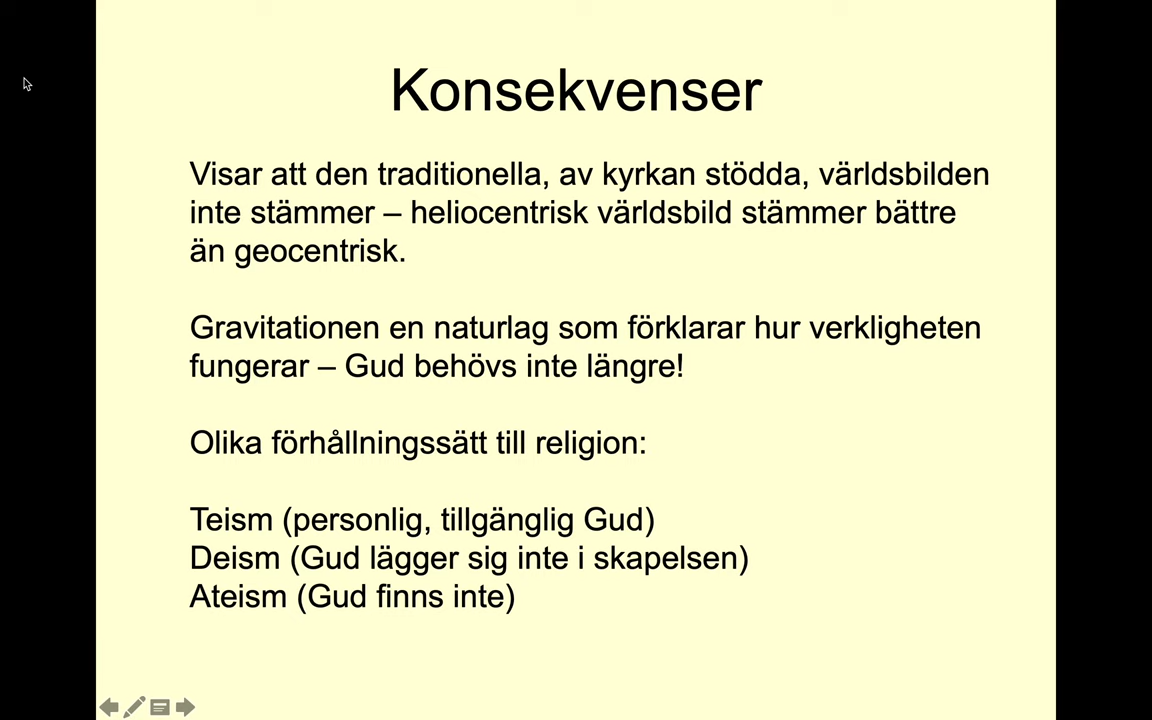 Konsekvenser
Visar att den traditionella, av kyrkan stödda, världsbilden
inte stämmer – heliocentrisk världsbild stämmer bättre
än geocentrisk.
Gravitationen en naturlag som förklarar hur verkligheten
fungerar – Gud behövs inte längre!
Olika förhållningssätt till religion:
Teism (personlig, tillgänglig Gud)
Deism (Gud lägger sig inte i skapelsen)
Ateism (Gud finns inte)